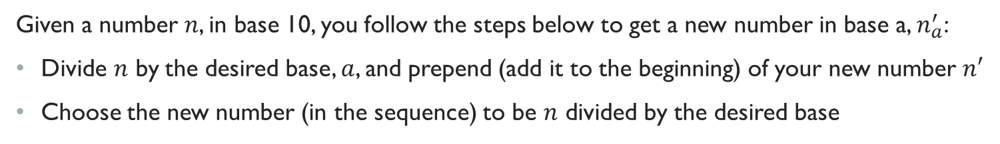 Given a number n, in base 10, you follow the steps below to get a new number in base a, n′ₐ:
• Divide n by the desired base, a, and prepend (add it to the beginning) of your new number n′
• Choose the new number (in the sequence) to be n divided by the desired base